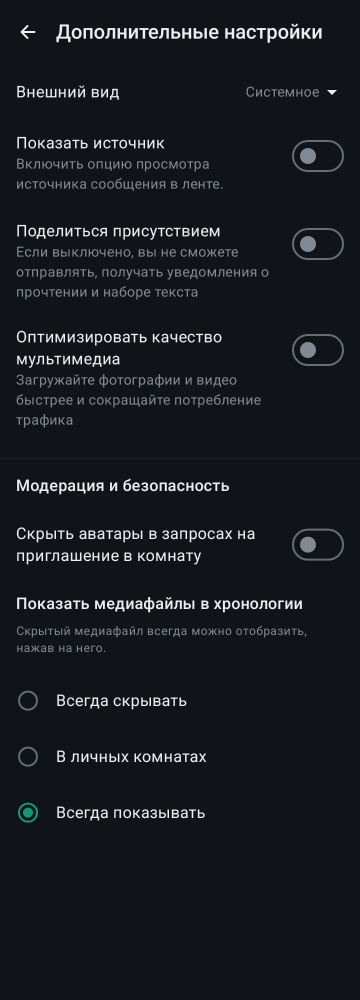 Дополнительные настройки
Внешний вид Системное
Показать источник
Включить опцию просмотра
источника сообщения в ленте.
Поделиться присутствием
Если выключено, вы не сможете
отправлять, получать уведомления о
прочтении и наборе текста
Оптимизировать качество
мультимедиа
Загружайте фотографии и видео
быстрее и сокращайте потребление
трафика
Модерация и безопасность
Скрыть аватары в запросах на
приглашение в комнату
Показать медиафайлы в хронологии
Скрытый медиафайл всегда можно отобразить,
нажав на него.
Всегда скрывать
В личных комнатах
Всегда показывать